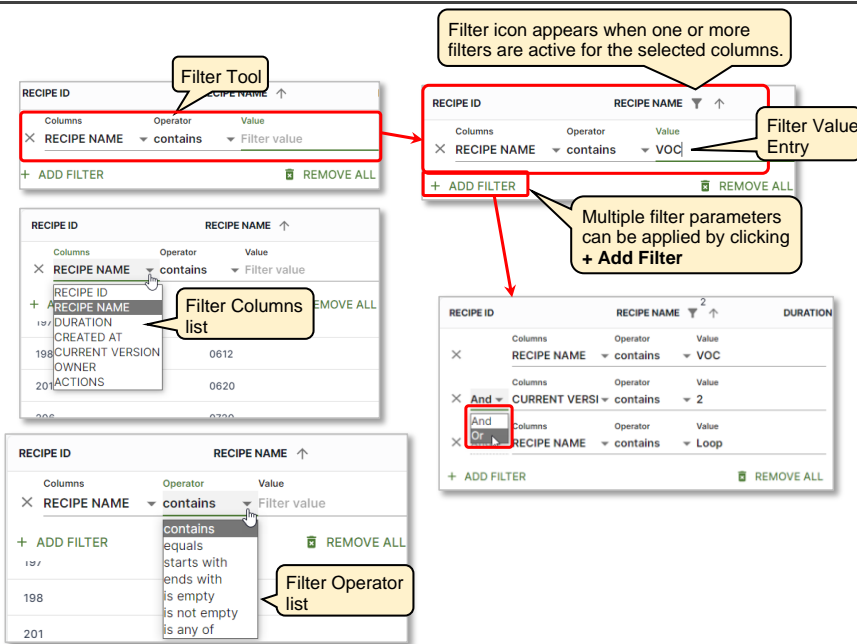 Filter icon appears when one or more
filters are active for the selected columns.
Filter Tool
RECIPE ID
RECIPE NAME ↑
Columns Operator Value
× RECIPE NAME contains Filter value
+ ADD FILTER REMOVE ALL
RECIPE ID RECIPE NAME ↑
Columns Operator Value
× RECIPE NAME contains VOC
+ ADD FILTER REMOVE ALL
Filter Value
Entry
Multiple filter parameters
can be applied by clicking
+ Add Filter
RECIPE ID RECIPE NAME ↑
Columns Operator Value
× RECIPE NAME contains Filter value
+ A EMOVE ALL
RECIPE ID
RECIPE NAME
DURATION
CREATED AT
CURRENT VERSION
OWNER
ACTIONS
Filter Columns
list
197
198 0612
201 0620
206 0720
RECIPE ID RECIPE NAME 2 ↑ DURATION
Columns Operator Value
× RECIPE NAME contains VOC
Columns Operator Value
× And CURRENT VERSI contains 2
And
Or
Columns Operator Value
× RECIPE NAME contains Loop
+ ADD FILTER REMOVE ALL
RECIPE ID RECIPE NAME ↑
Columns Operator Value
× RECIPE NAME contains Filter value
+ ADD FILTER REMOVE ALL
contains
equals
starts with
ends with
is empty
is not empty
is any of
Filter Operator
list
197
198
201